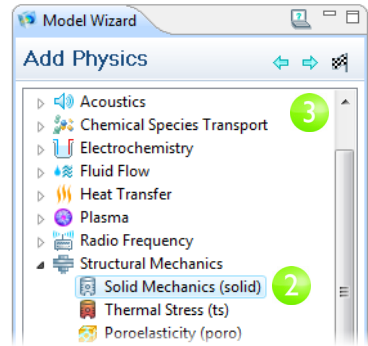 Model Wizard
Add Physics
Acoustics
3
Chemical Species Transport
Electrochemistry
Fluid Flow
Heat Transfer
Plasma
Radio Frequency
Structural Mechanics
Solid Mechanics (solid)
2
Thermal Stress (ts)
Poroelasticity (poro)